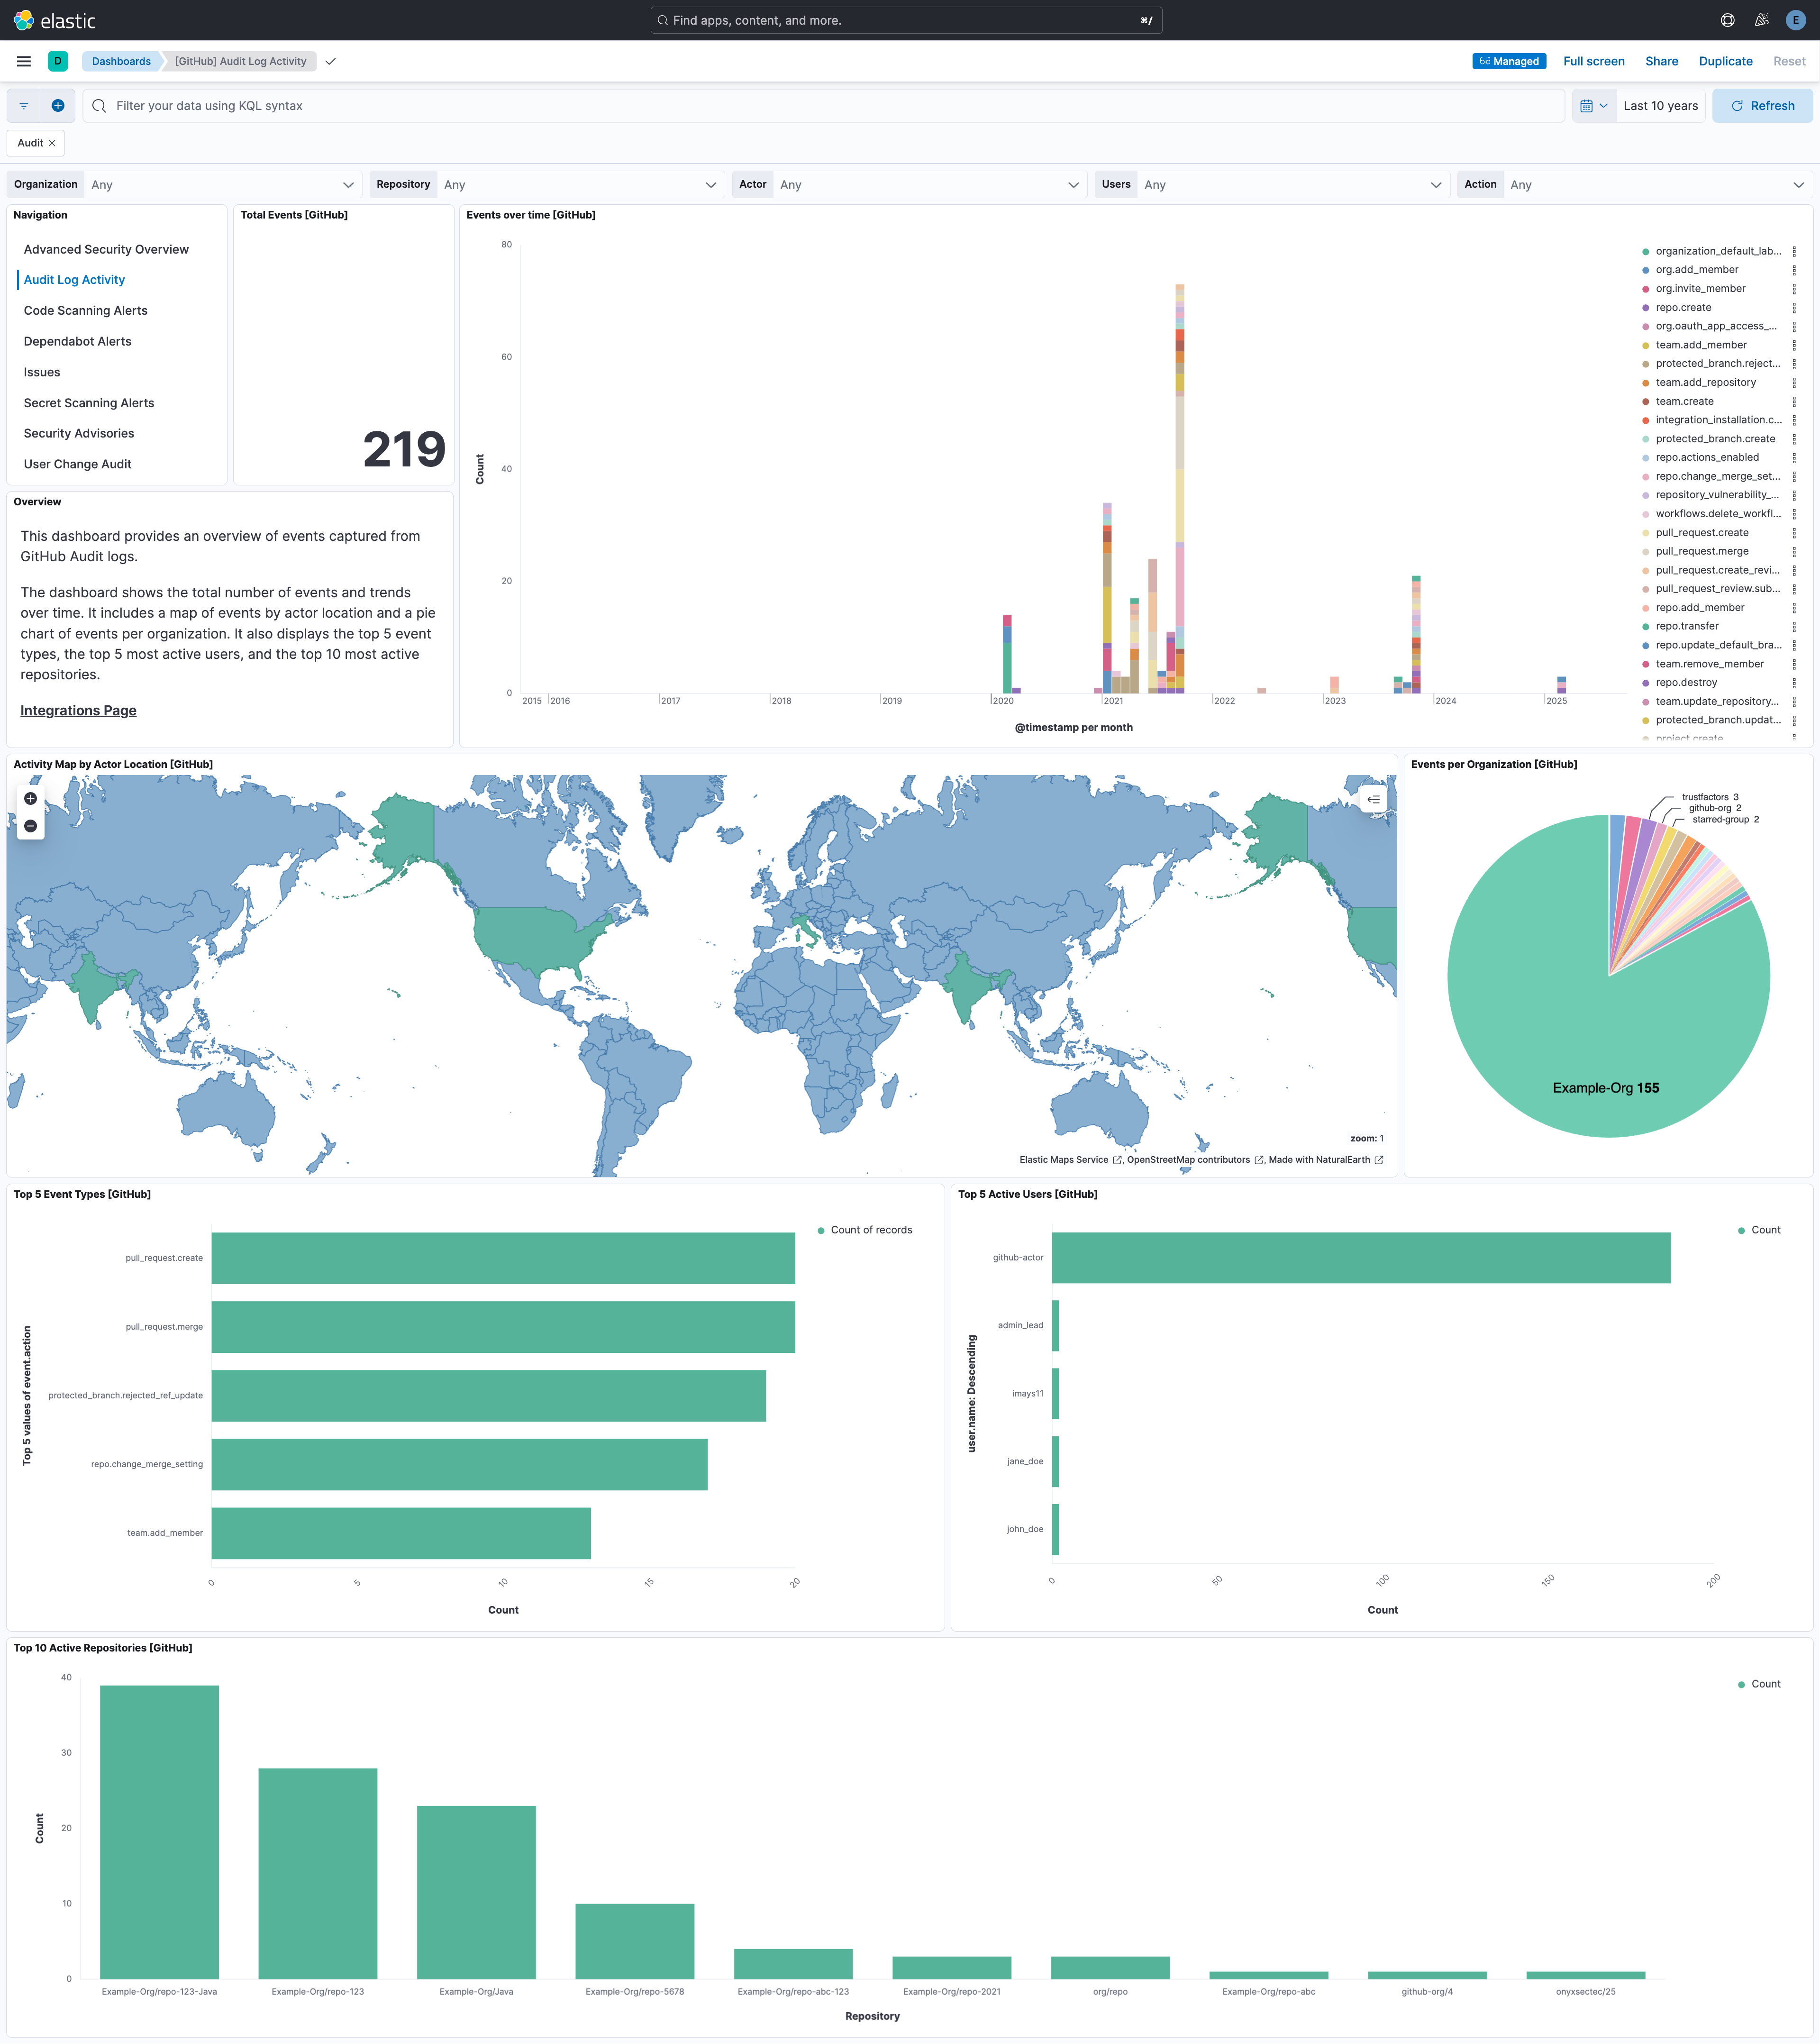 elastic
Find apps, content, and more.
⌘/
E
D
Dashboards
[GitHub] Audit Log Activity
Managed
Full screen
Share
Duplicate
Reset
Filter your data using KQL syntax
Last 10 years
Refresh
Audit
Organization Any
Repository Any
Actor Any
Users Any
Action Any
Navigation
Advanced Security Overview
Audit Log Activity
Code Scanning Alerts
Dependabot Alerts
Issues
Secret Scanning Alerts
Security Advisories
User Change Audit
Total Events [GitHub]
219
Overview
This dashboard provides an overview of events captured from
GitHub Audit logs.
The dashboard shows the total number of events and trends
over time. It includes a map of events by actor location and a pie
chart of events per organization. It also displays the top 5 event
types, the top 5 most active users, and the top 10 most active
repositories.
Integrations Page
Events over time [GitHub]
80
60
40
20
0
Count
2015 2016 2017 2018 2019 2020 2021 2022 2023 2024 2025
@timestamp per month
organization_default_lab...
org.add_member
org.invite_member
repo.create
org.oauth_app_access_...
team.add_member
protected_branch.reject...
team.add_repository
team.create
integration_installation.c...
protected_branch.create
repo.actions_enabled
repo.change_merge_set...
repository_vulnerability_...
workflows.delete_workfl...
pull_request.create
pull_request.merge
pull_request.create_revi...
pull_request_review.sub...
repo.add_member
repo.transfer
repo.update_default_bra...
team.remove_member
repo.destroy
team.update_repository...
protected_branch.updat...
project.create
Activity Map by Actor Location [GitHub]
zoom: 1
Elastic Maps Service , OpenStreetMap contributors , Made with NaturalEarth
Events per Organization [GitHub]
trustfactors 3
github-org 2
starred-group 2
Example-Org 155
Top 5 Event Types [GitHub]
Top 5 values of event.action
pull_request.create
pull_request.merge
protected_branch.rejected_ref_update
repo.change_merge_setting
team.add_member
0 5 10 15 20
Count
Count of records
Top 5 Active Users [GitHub]
user.name: Descending
github-actor
admin_lead
imays11
jane_doe
john_doe
0 50 100 150 200
Count
Count
Top 10 Active Repositories [GitHub]
40
30
20
10
0
Count
Example-Org/repo-123-Java Example-Org/repo-123 Example-Org/Java Example-Org/repo-5678 Example-Org/repo-abc-123 Example-Org/repo-2021 org/repo Example-Org/repo-abc github-org/4 onyxsectec/25
Repository
Count